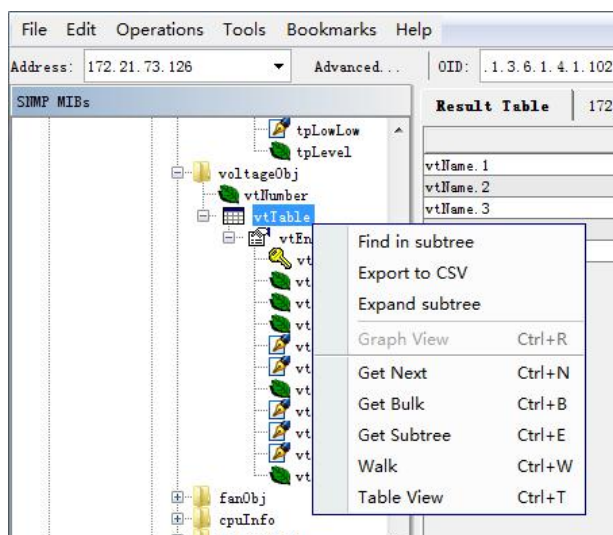 File Edit Operations Tools Bookmarks Help
Address: 172.21.73.126 Advanced... OID: .1.3.6.1.4.1.102
SNMP MIBs
Result Table 172
tpLowLow
tpLevel
voltageObj
vtNumber
vtTable
vtEn
vt
vt
vt
vt
vt
vt
vt
vt
vt
vt
vt
fanObj
cpuInfo
vtName.1
vtName.2
vtName.3
Find in subtree
Export to CSV
Expand subtree
Graph View Ctrl+R
Get Next Ctrl+N
Get Bulk Ctrl+B
Get Subtree Ctrl+E
Walk Ctrl+W
Table View Ctrl+T